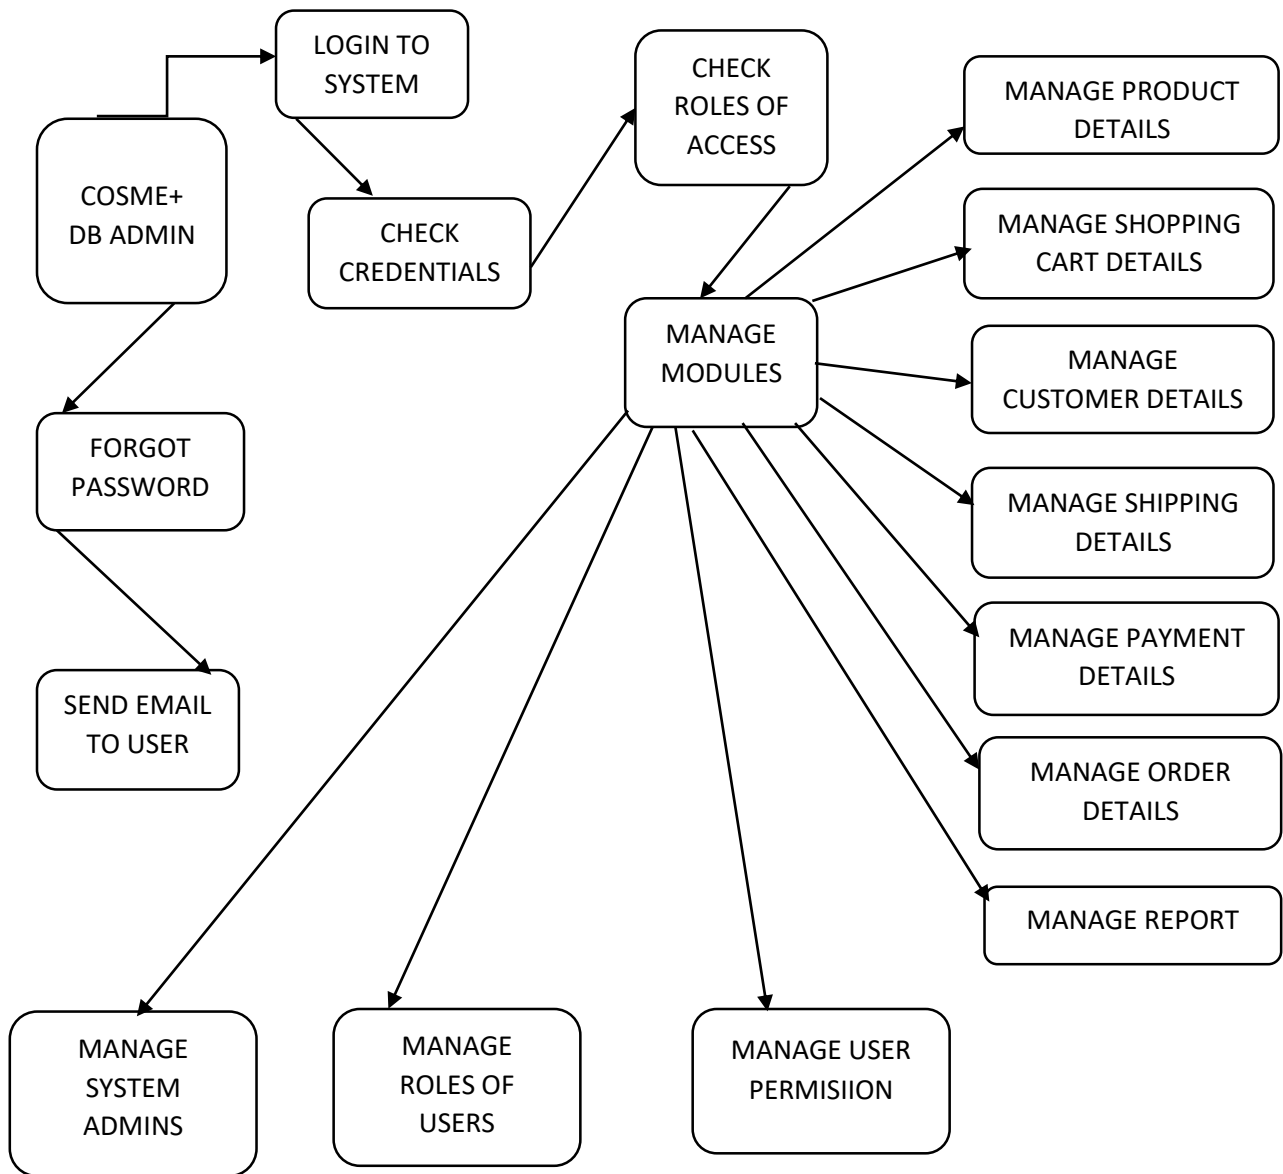 LOGIN TO
SYSTEM
CHECK
ROLES OF
ACCESS
MANAGE PRODUCT
DETAILS
COSME+
DB ADMIN
CHECK
CREDENTIALS
MANAGE SHOPPING
CART DETAILS
MANAGE
MODULES
MANAGE
CUSTOMER DETAILS
FORGOT
PASSWORD
MANAGE SHIPPING
DETAILS
MANAGE PAYMENT
DETAILS
SEND EMAIL
TO USER
MANAGE ORDER
DETAILS
MANAGE REPORT
MANAGE
SYSTEM
ADMINS
MANAGE
ROLES OF
USERS
MANAGE USER
PERMISIION